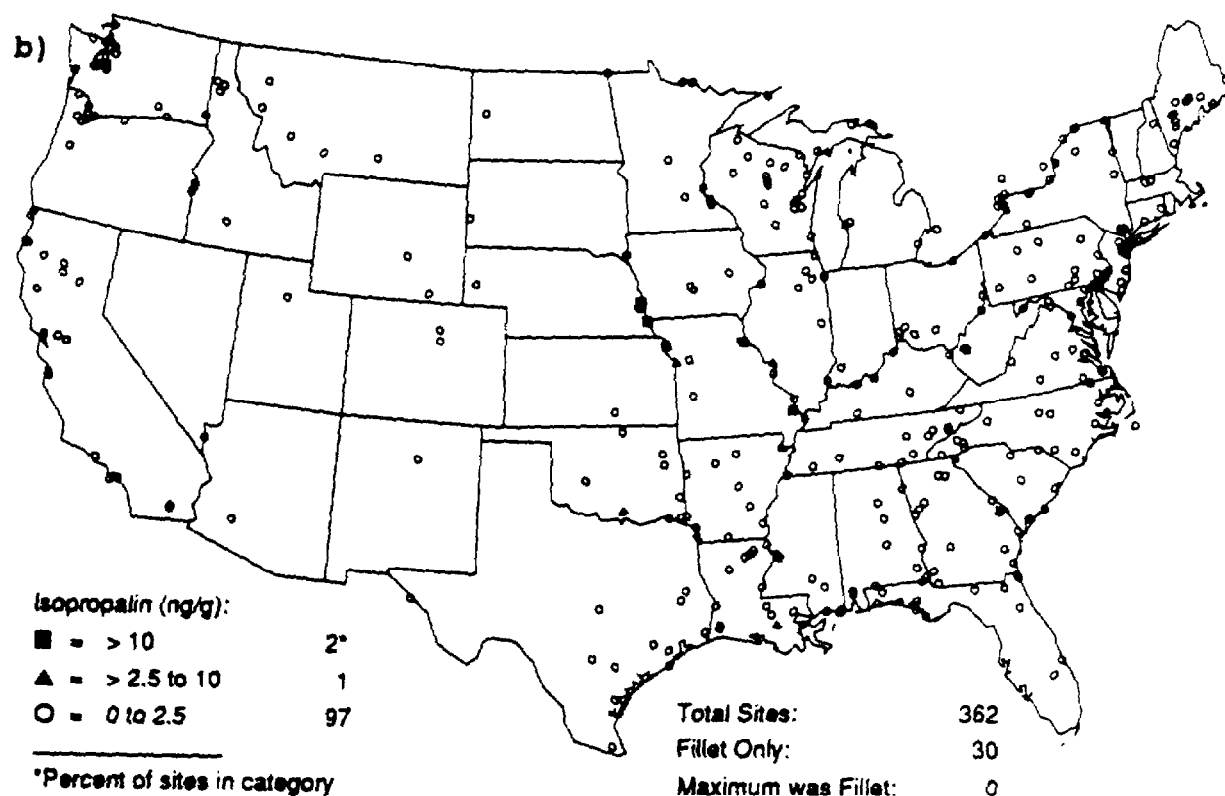 b)
Isopropalin (ng/g):
■ = > 10 2*
▲ = > 2.5 to 10 1
O = 0 to 2.5 97
*Percent of sites in category
Total Sites: 362
Fillet Only: 30
Maximum was Fillet: 0